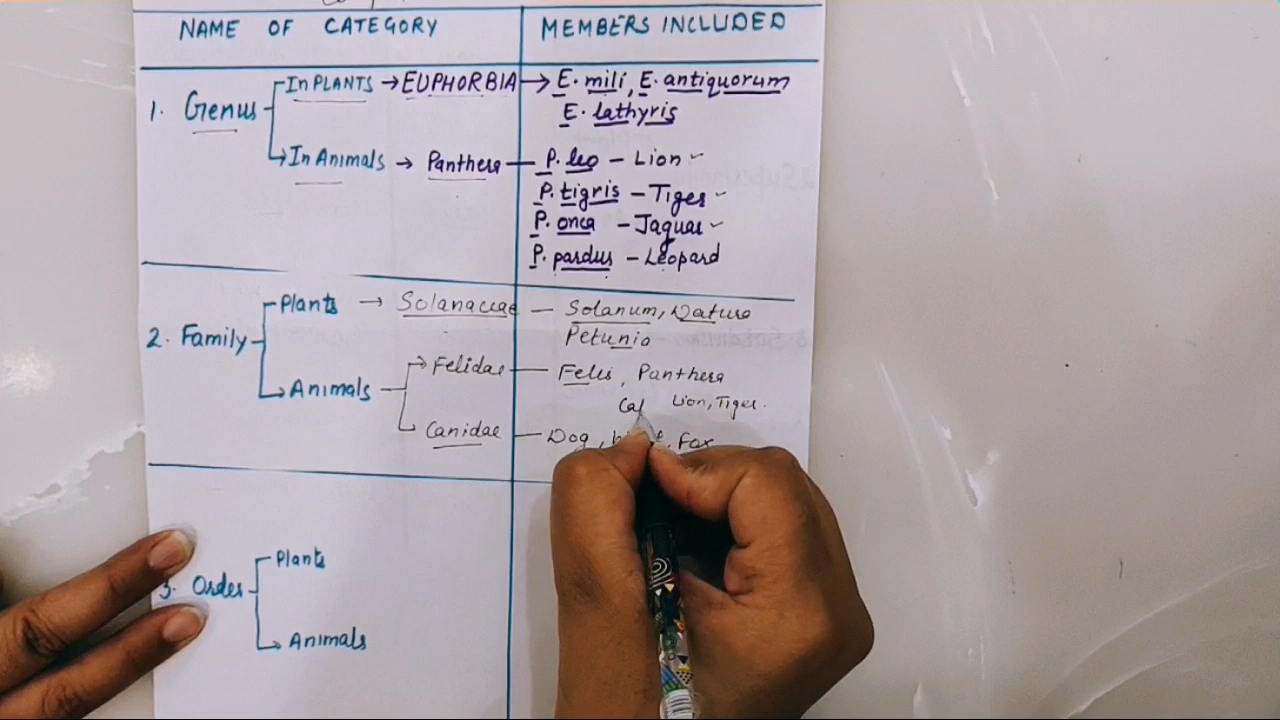 NAME OF CATEGORY MEMBERS INCLUDED
1. Genus In PLANTS → EUPHORBIA → E. mili, E. antiquorum
E. lathyris
In Animals → Panthera — P. leo - Lion
P. tigris - Tiger
P. onca - Jaguar
P. pardus - Leopard
2. Family Plants → Solanaceae — Solanum, Datura
Petunia
Animals Felidae — Felis, Panthera
Cat Lion, Tiger.
Canidae — Dog, Fox
3. Order Plants
Animals